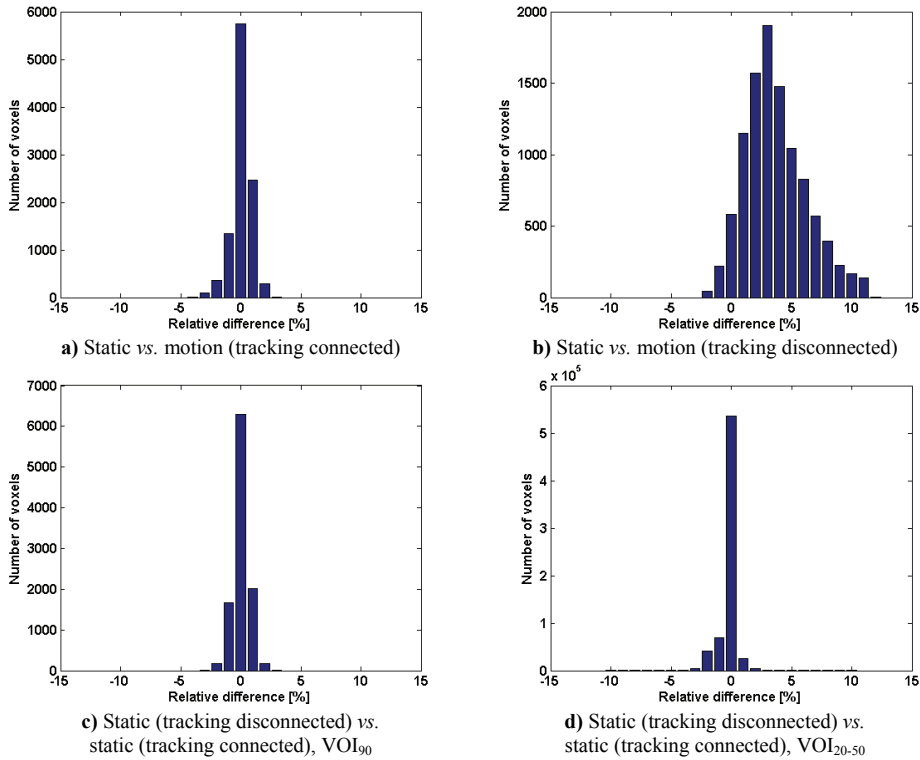 6000
5000
4000
3000
2000
1000
0
Number of voxels
-15 -10 -5 0 5 10 15
Relative difference [%]
a) Static vs. motion (tracking connected)
2000
1500
1000
500
0
Number of voxels
-15 -10 -5 0 5 10 15
Relative difference [%]
b) Static vs. motion (tracking disconnected)
7000
6000
5000
4000
3000
2000
1000
0
Number of voxels
-15 -10 -5 0 5 10 15
Relative difference [%]
c) Static (tracking disconnected) vs.
static (tracking connected), VOI90
x 10^5
6
5
4
3
2
1
0
Number of voxels
-15 -10 -5 0 5 10 15
Relative difference [%]
d) Static (tracking disconnected) vs.
static (tracking connected), VOI20-50